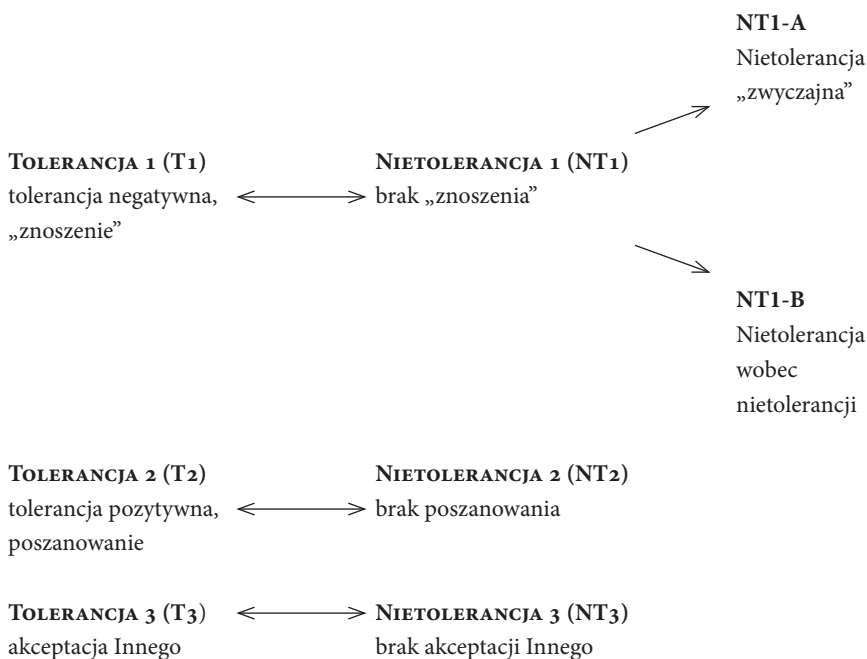 NT1-A
Nietolerancja
„zwyczajna”
Tolerancja 1 (T1)
tolerancja negatywna,
„znoszenie”
Nietolerancja 1 (NT1)
brak „znoszenia”
NT1-B
Nietolerancja
wobec
nietolerancji
Tolerancja 2 (T2)
tolerancja pozytywna,
poszanowanie
Nietolerancja 2 (NT2)
brak poszanowania
Tolerancja 3 (T3)
akceptacja Innego
Nietolerancja 3 (NT3)
brak akceptacji Innego